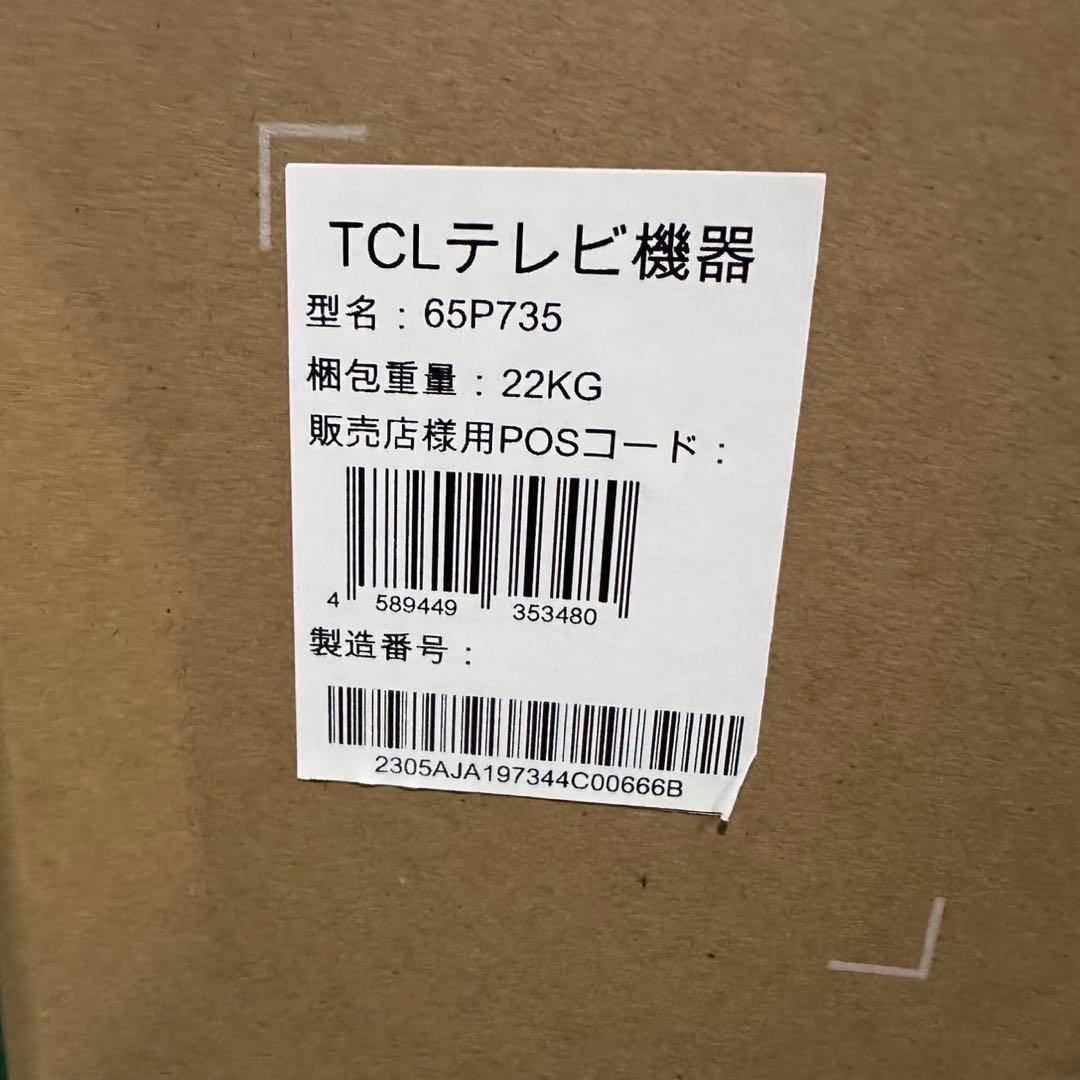 TCLテレビ機器
型名：65P735
梱包重量：22KG
販売店様用POSコード：
4 589449 353480
製造番号：
2305AJA197344C00666B